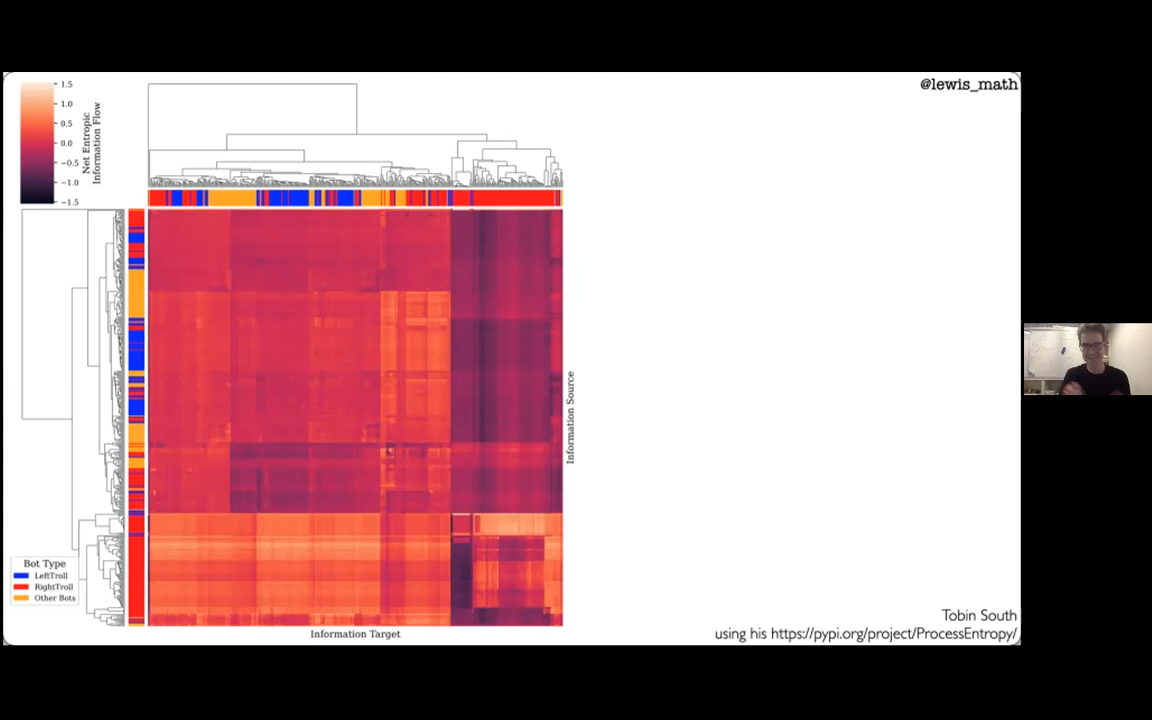 @lewis_math
1.5
1.0
0.5
0.0
−0.5
−1.0
−1.5
Net Entropic
Information Flow
Information Source
Bot Type
LeftTroll
RightTroll
Other Bots
Information Target
Tobin South
using his https://pypi.org/project/ProcessEntropy/